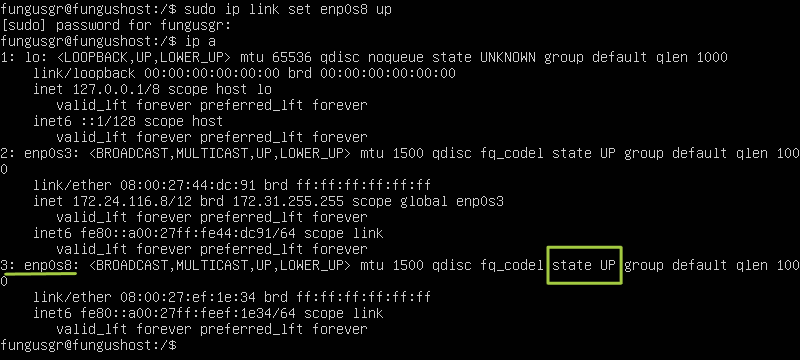 fungusgr@fungushost:/$ sudo ip link set enp0s8 up
[sudo] password for fungusgr:
fungusgr@fungushost:/$ ip a
1: lo: <LOOPBACK,UP,LOWER_UP> mtu 65536 qdisc noqueue state UNKNOWN group default qlen 1000
    link/loopback 00:00:00:00:00:00 brd 00:00:00:00:00:00
    inet 127.0.0.1/8 scope host lo
       valid_lft forever preferred_lft forever
    inet6 ::1/128 scope host
       valid_lft forever preferred_lft forever
2: enp0s3: <BROADCAST,MULTICAST,UP,LOWER_UP> mtu 1500 qdisc fq_codel state UP group default qlen 100
0
    link/ether 08:00:27:44:dc:91 brd ff:ff:ff:ff:ff:ff
    inet 172.24.116.8/12 brd 172.31.255.255 scope global enp0s3
       valid_lft forever preferred_lft forever
    inet6 fe80::a00:27ff:fe44:dc91/64 scope link
       valid_lft forever preferred_lft forever
3: enp0s8: <BROADCAST,MULTICAST,UP,LOWER_UP> mtu 1500 qdisc fq_codel state UP group default qlen 100
0
    link/ether 08:00:27:ef:1e:34 brd ff:ff:ff:ff:ff:ff
    inet6 fe80::a00:27ff:feef:1e34/64 scope link
       valid_lft forever preferred_lft forever
fungusgr@fungushost:/$